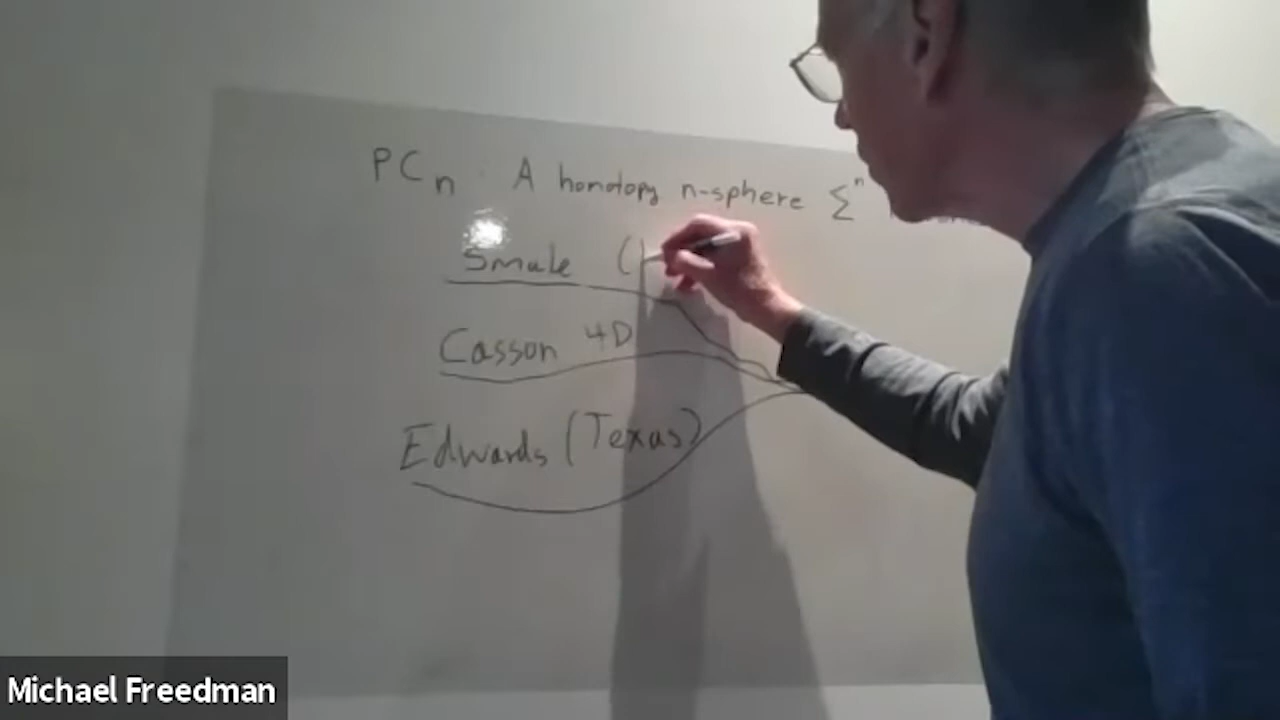 PCn A homotopy n-sphere Σⁿ
Smale (
Casson 4D
Edwards (Texas)
Michael Freedman